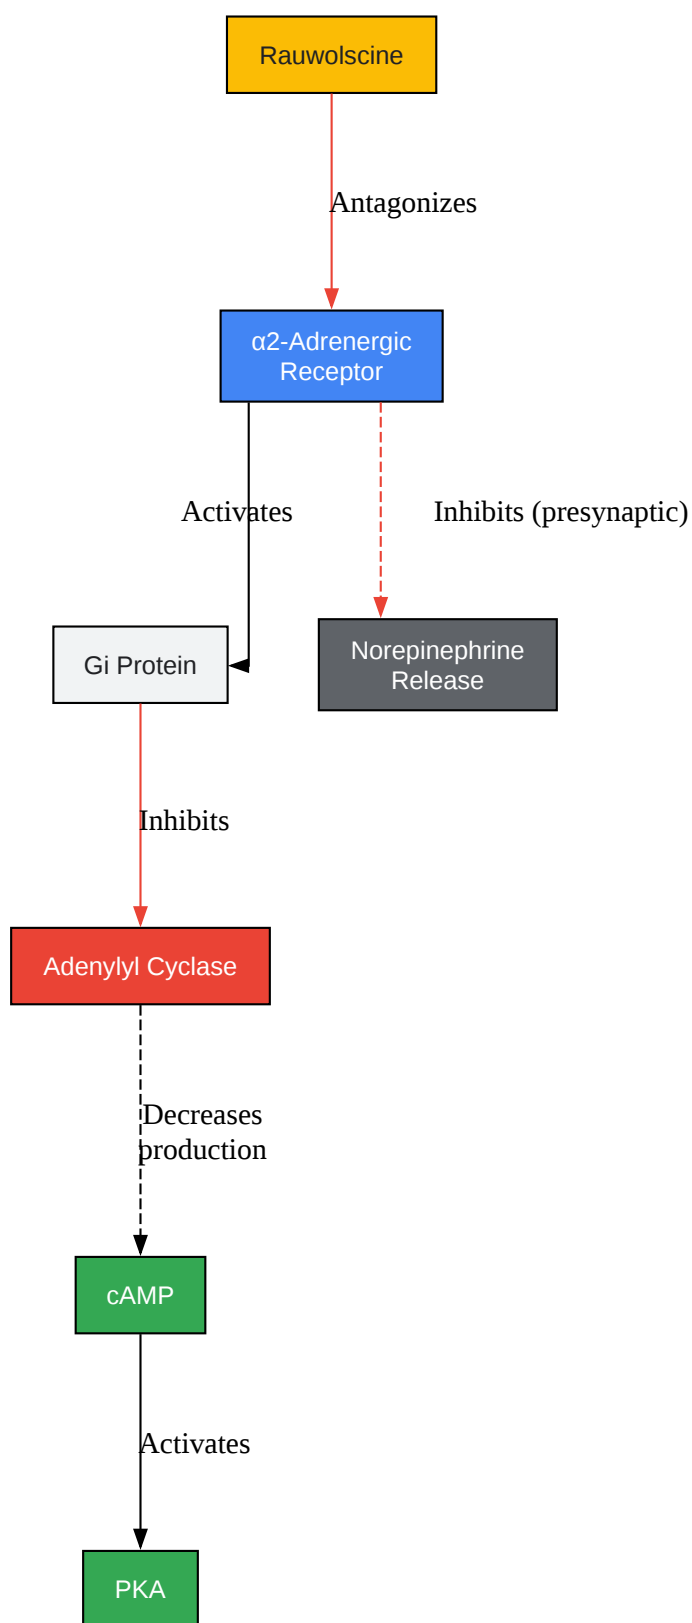 Rauwolscine
Antagonizes
α2-Adrenergic
Receptor
Activates
Inhibits (presynaptic)
Gi Protein
Norepinephrine
Release
Inhibits
Adenylyl Cyclase
Decreases
production
cAMP
Activates
PKA